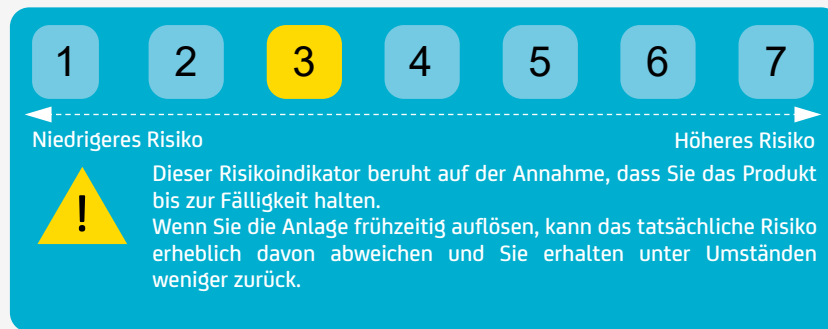 1 2 3 4 5 6 7
Niedrigeres Risiko Höheres Risiko
!
Dieser Risikoindikator beruht auf der Annahme, dass Sie das Produkt
bis zur Fälligkeit halten.
Wenn Sie die Anlage frühzeitig auflösen, kann das tatsächliche Risiko
erheblich davon abweichen und Sie erhalten unter Umständen
weniger zurück.